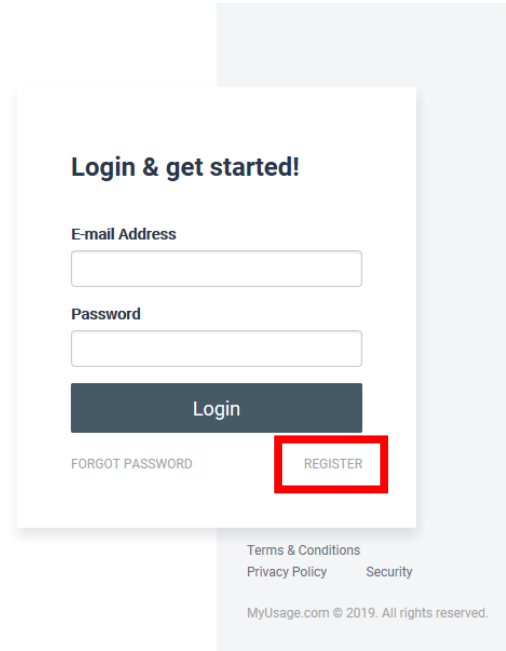 Login & get started!
E-mail Address
Password
Login
FORGOT PASSWORD REGISTER
Terms & Conditions
Privacy Policy Security
MyUsage.com © 2019. All rights reserved.